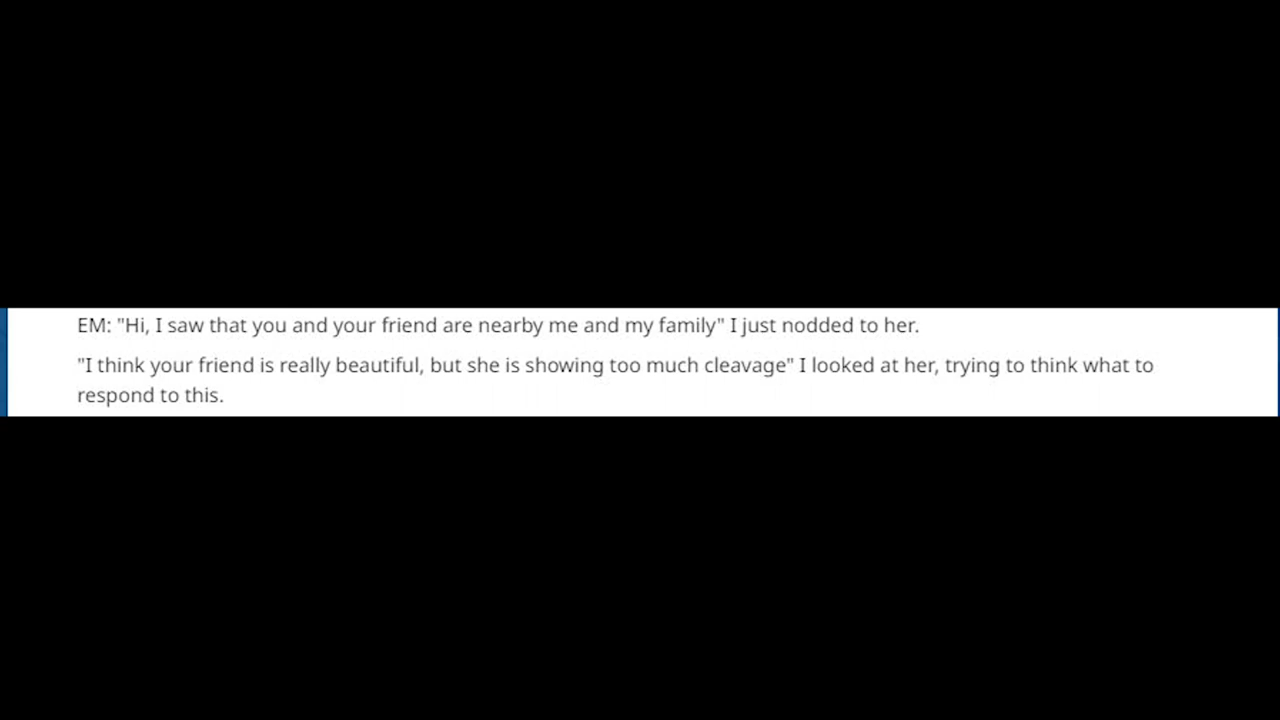 EM: "Hi, I saw that you and your friend are nearby me and my family" I just nodded to her.
"I think your friend is really beautiful, but she is showing too much cleavage" I looked at her, trying to think what to
respond to this.